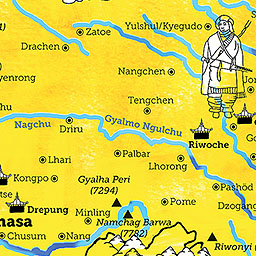 Zatoe
Yulshul/Kyegudo
Drachen
yenrong
Nangchen
Tengchen
Nagchu
Driru
Gyalmo Ngulchu
Riwoche
Lhari
Palbar
Lhorong
Kongpo
Gyalha Peri
(7294)
Pashöd
Drepung
Minling
Pome
Dzogang
hasa
Namchag Barwa
(7782)
Chusum
Nang
Riwonyi